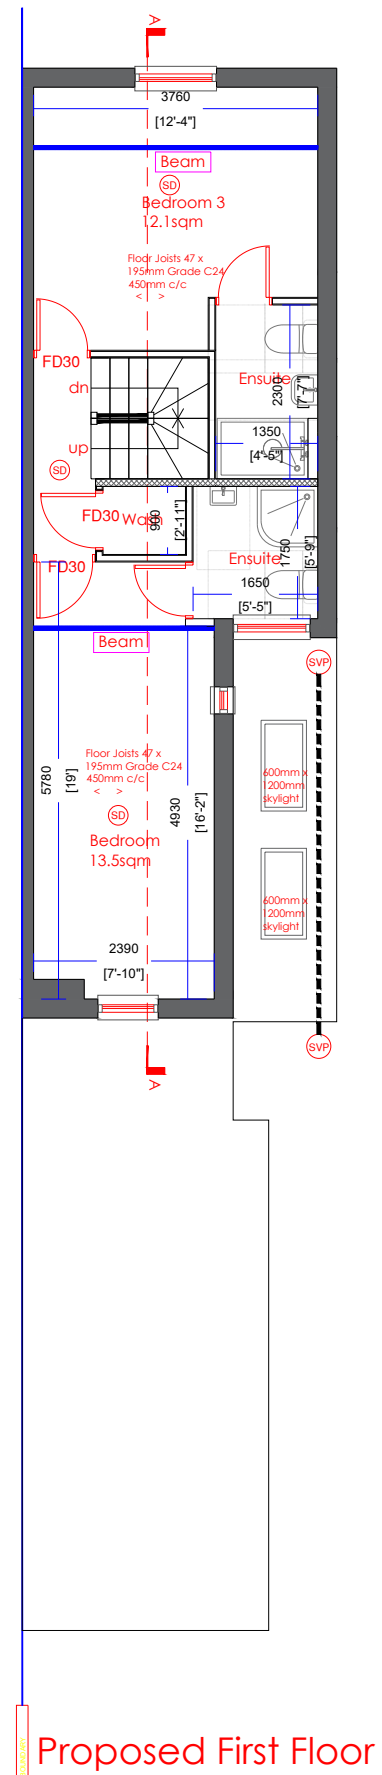 A
3760
[12'-4"]
Beam
SD
Bedroom 3
12.1sqm
Floor Joists 47 x
195mm Grade C24
450mm c/c
< >
FD30
dn
up
SD
Ensuite
2300
[7'-7"]
1350
[4'-5"]
FD30
900
[2'-11"]
FD30
Ensuite
1750
[5'-9"]
1650
[5'-5"]
Beam
SVP
Floor Joists 47 x
195mm Grade C24
450mm c/c
< >
SD
Bedroom
13.5sqm
5780
[19']
4930
[16'-2"]
600mm x
1200mm
skylight
600mm x
1200mm
skylight
2390
[7'-10"]
SVP
A
Proposed First Floor